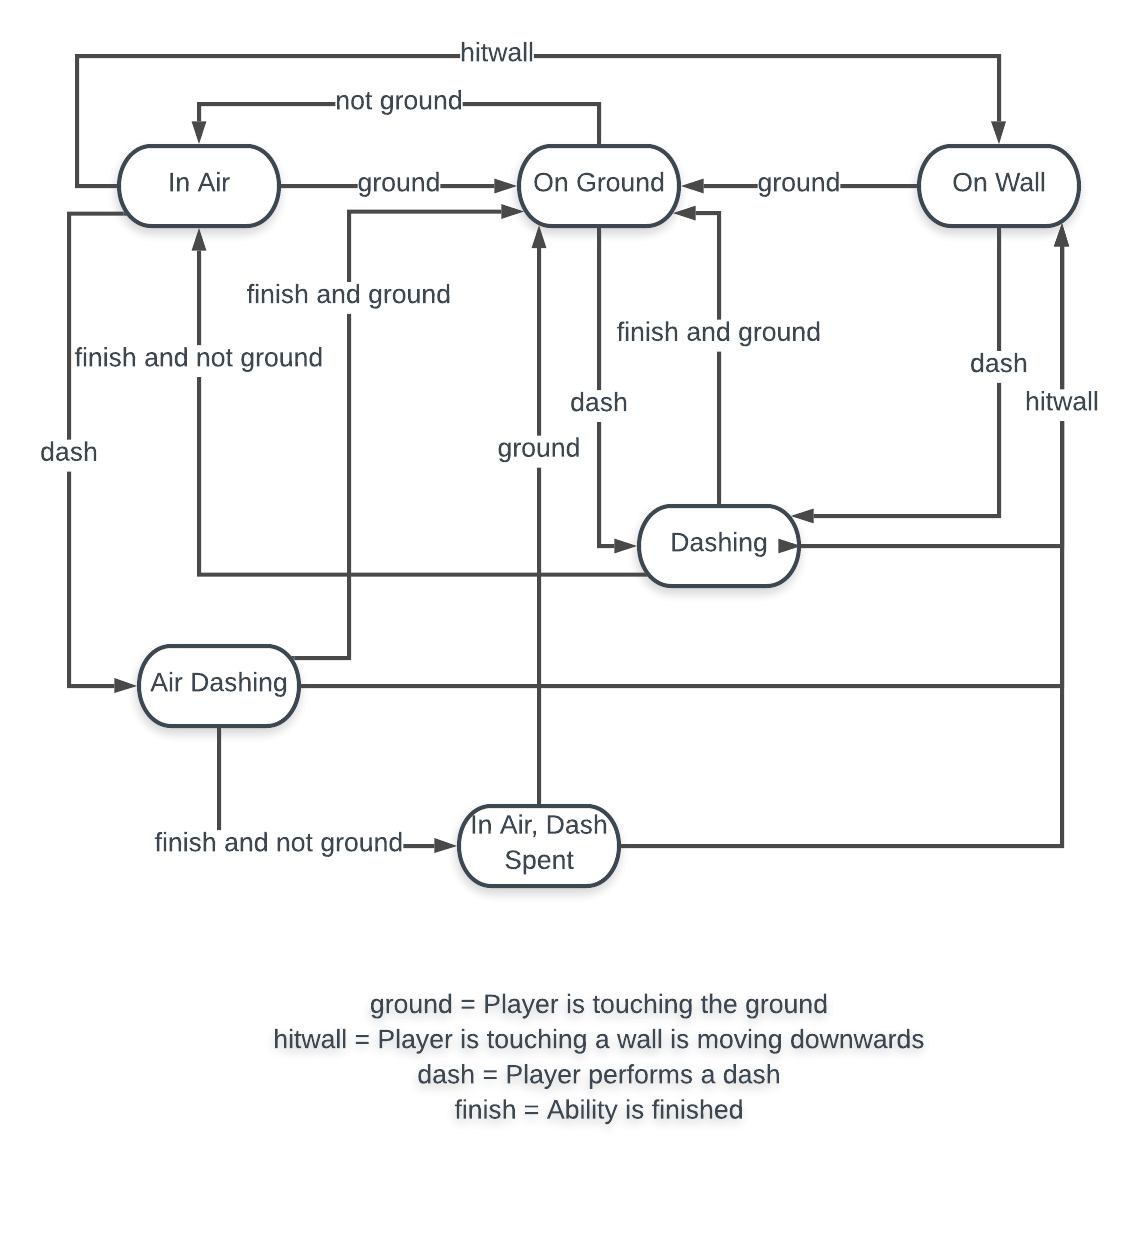 hitwall
not ground
In Air
ground
On Ground
ground
On Wall
finish and ground
finish and ground
finish and not ground
dash
dash
hitwall
dash
ground
Dashing
Air Dashing
In Air, Dash
Spent
finish and not ground
ground = Player is touching the ground
hitwall = Player is touching a wall is moving downwards
dash = Player performs a dash
finish = Ability is finished